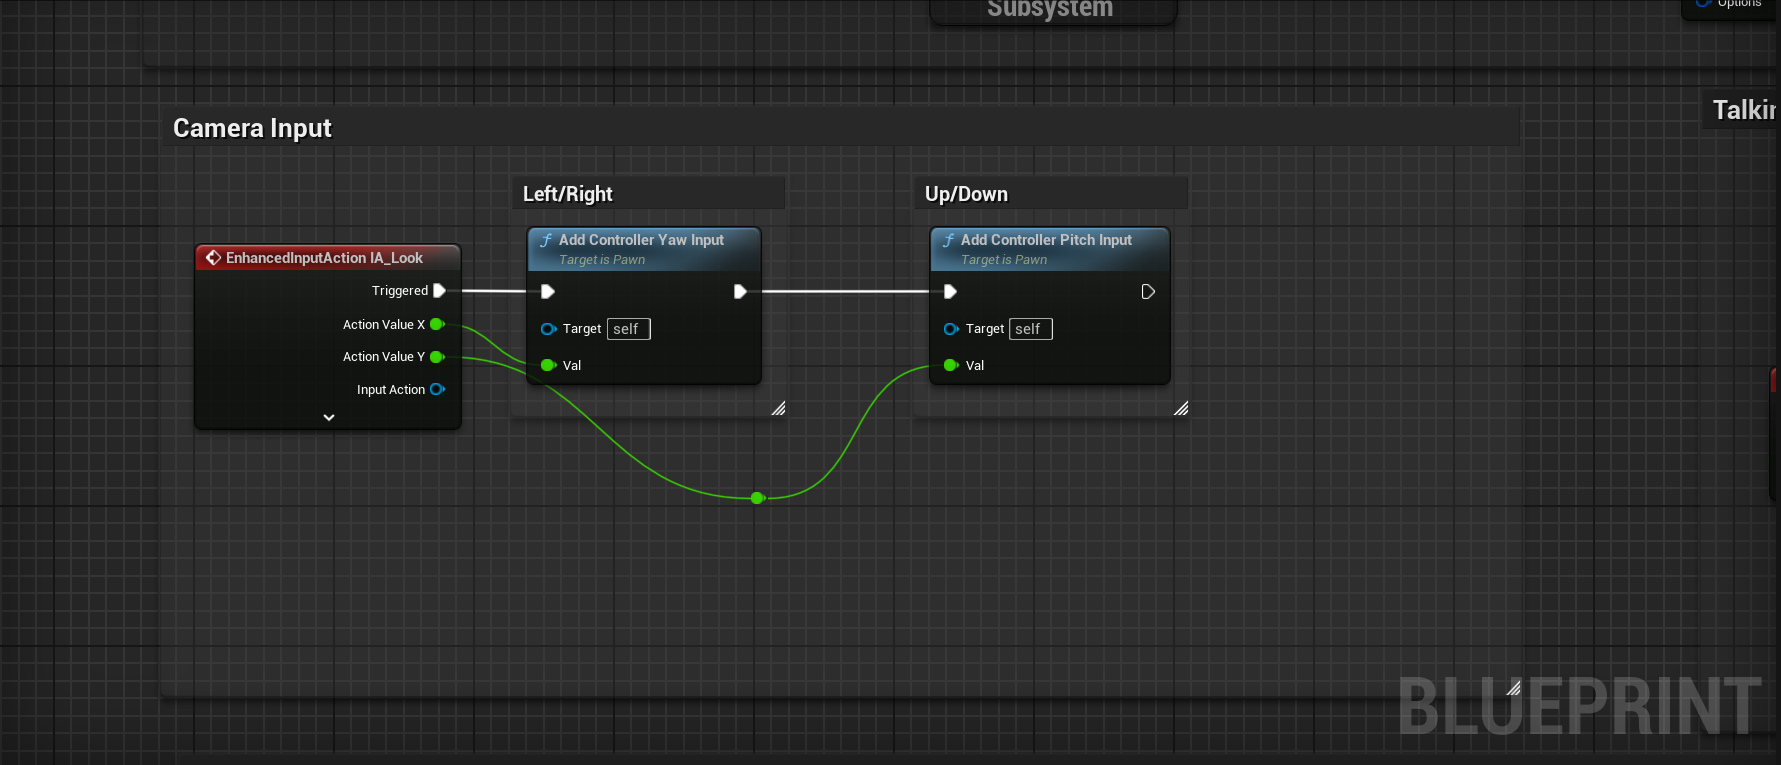 Subsystem
Options
Camera Input
Talkin
Left/Right
Up/Down
EnhancedInputAction IA_Look
Triggered
Action Value X
Action Value Y
Input Action
Add Controller Yaw Input
Target is Pawn
Target self
Val
Add Controller Pitch Input
Target is Pawn
Target self
Val
BLUEPRINT